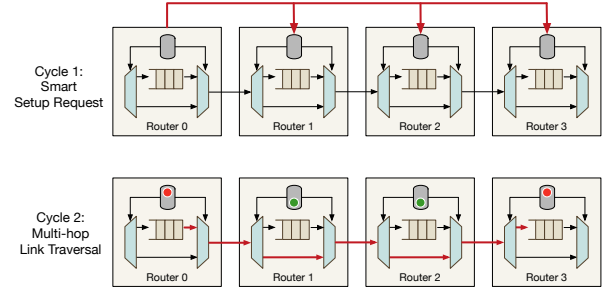 Cycle 1:
Smart
Setup Request
Router 0
Router 1
Router 2
Router 3
Cycle 2:
Multi-hop
Link Traversal
Router 0
Router 1
Router 2
Router 3